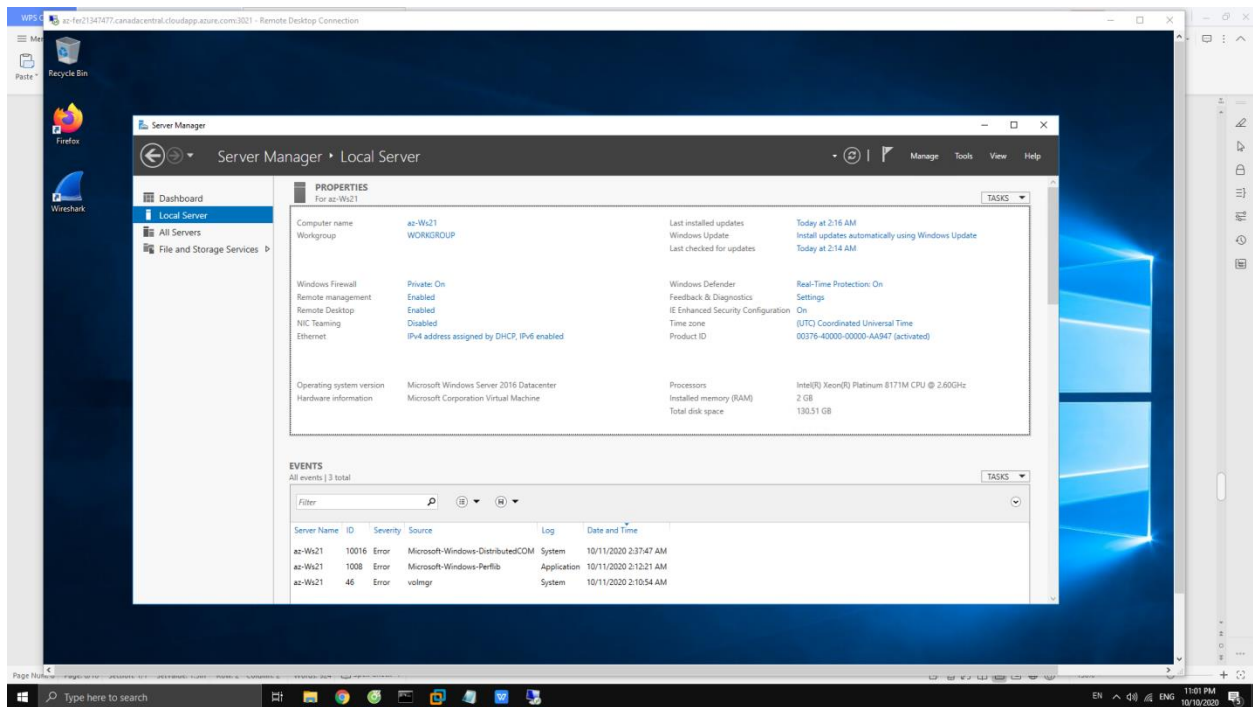 WPS
az-fer21347477.canadacentral.cloudapp.azure.com:3021 - Remote Desktop Connection
Paste
Recycle Bin
Firefox
Wireshark
Server Manager
Server Manager • Local Server
Manage Tools View Help
Dashboard
Local Server
All Servers
File and Storage Services
PROPERTIES
For az-Ws21
TASKS
Computer name az-Ws21 Last installed updates Today at 2:16 AM
Workgroup WORKGROUP Windows Update Install updates automatically using Windows Update
Last checked for updates Today at 2:14 AM
Windows Firewall Private: On Windows Defender Real-Time Protection: On
Remote management Enabled Feedback & Diagnostics Settings
Remote Desktop Enabled IE Enhanced Security Configuration On
NIC Teaming Disabled Time zone (UTC) Coordinated Universal Time
Ethernet IPv4 address assigned by DHCP, IPv6 enabled Product ID 00376-40000-00000-AA947 (activated)
Operating system version Microsoft Windows Server 2016 Datacenter Processors Intel(R) Xeon(R) Platinum 8171M CPU @ 2.60GHz
Hardware information Microsoft Corporation Virtual Machine Installed memory (RAM) 2 GB
Total disk space 130.51 GB
EVENTS
All events | 3 total
TASKS
Filter
Server Name ID Severity Source Log Date and Time
az-Ws21 10016 Error Microsoft-Windows-DistributedCOM System 10/11/2020 2:37:47 AM
az-Ws21 1008 Error Microsoft-Windows-Perflib Application 10/11/2020 2:12:21 AM
az-Ws21 46 Error volmgr System 10/11/2020 2:10:54 AM
Type here to search
EN ENG 11:01 PM
10/10/2020